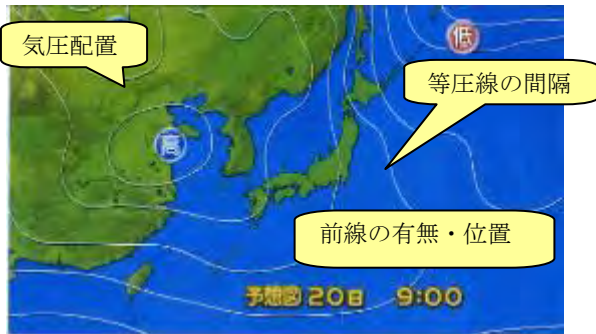 気圧配置
低
等圧線の間隔
高
前線の有無・位置
予想図 20日 9:00